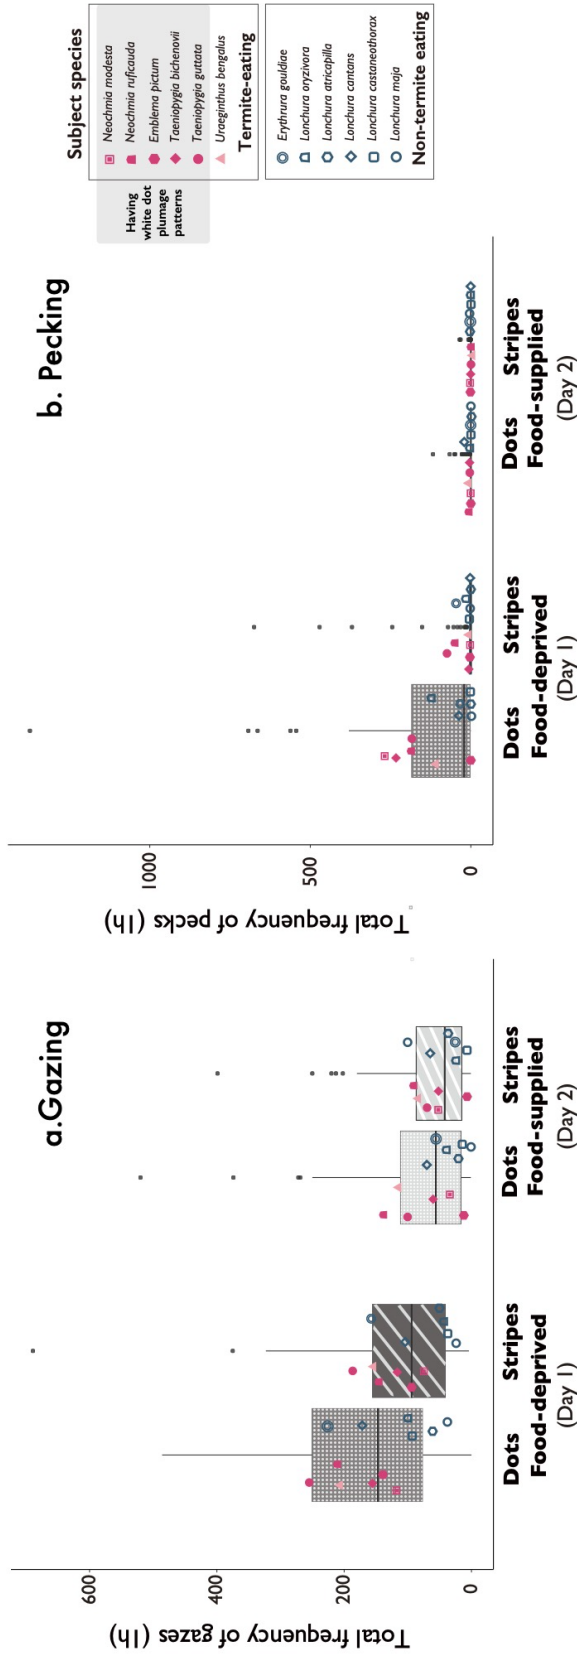 a.Gazing
Total frequency of gazes (1h)
600
400
200
0
Dots
Stripes
Food-deprived
(Day 1)
Dots
Stripes
Food-supplied
(Day 2)
b. Pecking
Total frequency of pecks (1h)
1000
500
0
Dots
Stripes
Food-deprived
(Day 1)
Dots
Stripes
Food-supplied
(Day 2)
Subject species
Having
white dot
plumage
patterns
Neochmia modesta
Neochmia ruficauda
Emblema pictum
Taeniopygia bichenovii
Taeniopygia guttata
Uraeginthus bengalus
Termite-eating
Erythrura gouldiae
Lonchura oryzivora
Lonchura atricapilla
Lonchura cantans
Lonchura castaneothorax
Lonchura maja
Non-termite eating